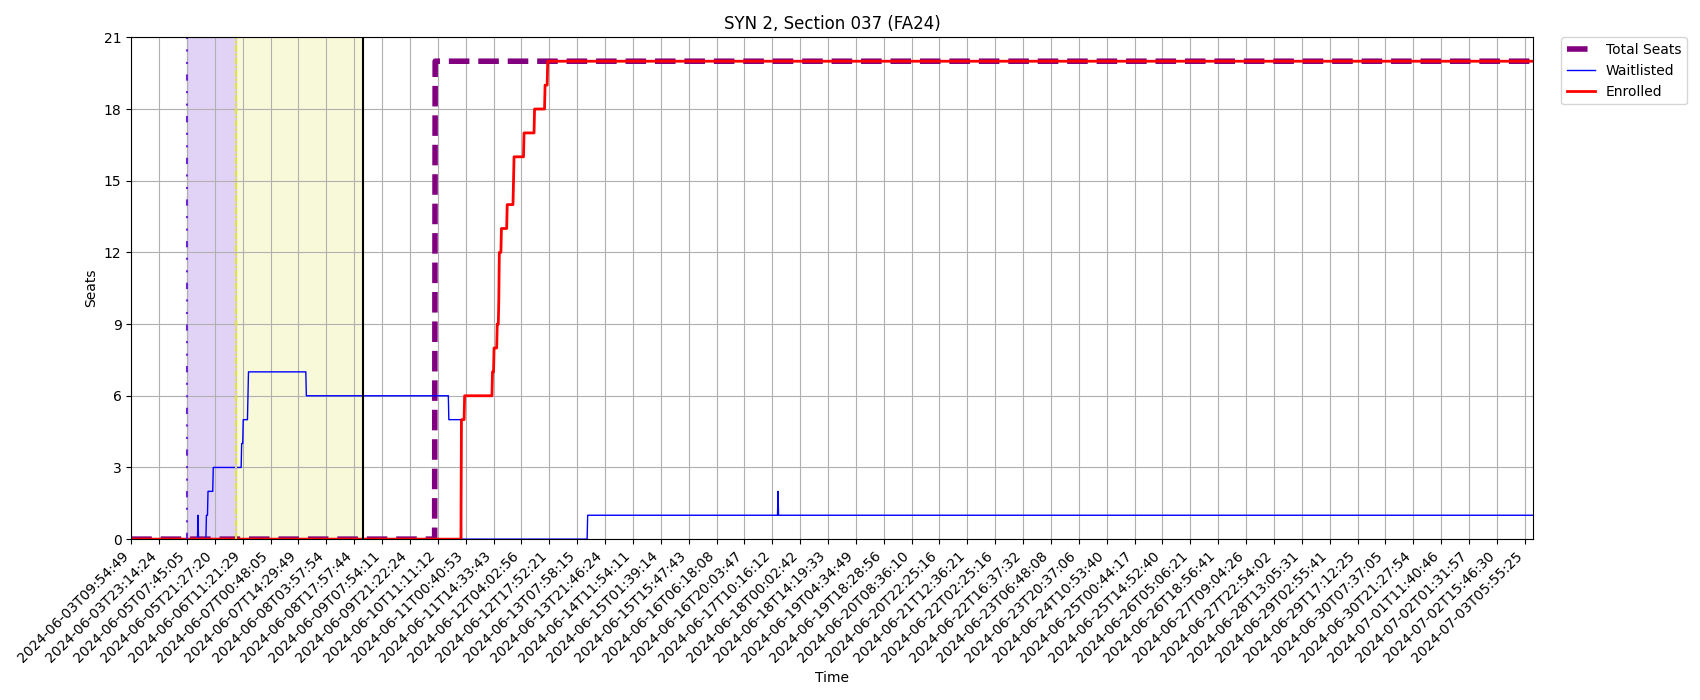 SYN 2, Section 037 (FA24)
Total Seats
Waitlisted
Enrolled
Seats
21
18
15
12
9
6
3
0
2024-06-03T09:54:49
2024-06-03T23:14:24
2024-06-05T07:45:05
2024-06-05T21:27:20
2024-06-06T11:21:29
2024-06-07T00:48:05
2024-06-07T14:29:49
2024-06-08T03:57:54
2024-06-08T17:57:44
2024-06-09T07:54:11
2024-06-09T21:22:24
2024-06-10T11:11:12
2024-06-11T00:40:53
2024-06-11T14:33:43
2024-06-12T04:02:56
2024-06-12T17:52:21
2024-06-13T07:58:15
2024-06-13T21:46:24
2024-06-14T11:54:11
2024-06-15T01:39:14
2024-06-15T15:47:43
2024-06-16T06:18:08
2024-06-16T20:03:47
2024-06-17T10:16:12
2024-06-18T00:02:42
2024-06-18T14:19:33
2024-06-19T04:34:49
2024-06-19T18:28:56
2024-06-20T08:36:10
2024-06-20T22:25:16
2024-06-21T12:36:21
2024-06-22T02:25:16
2024-06-22T16:37:32
2024-06-23T06:48:08
2024-06-23T20:37:06
2024-06-24T10:53:40
2024-06-25T00:44:17
2024-06-25T14:52:40
2024-06-26T05:06:21
2024-06-26T18:56:41
2024-06-27T09:04:26
2024-06-27T22:54:02
2024-06-28T13:05:31
2024-06-29T02:55:41
2024-06-29T17:12:25
2024-06-30T07:37:05
2024-06-30T21:27:54
2024-07-01T11:40:46
2024-07-02T01:31:57
2024-07-02T15:46:30
2024-07-03T05:55:25
Time